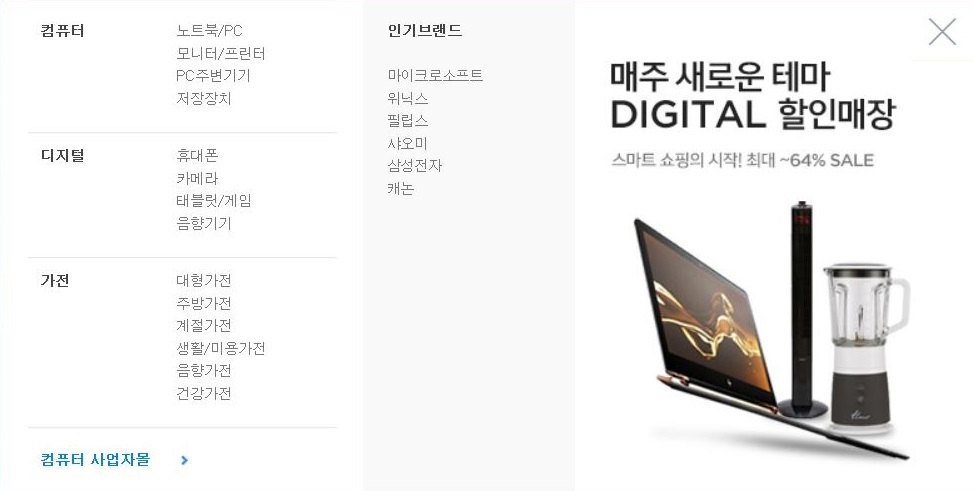 컴퓨터
노트북/PC
모니터/프린터
PC주변기기
저장장치
디지털
휴대폰
카메라
태블릿/게임
음향기기
가전
대형가전
주방가전
계절가전
생활/미용가전
음향가전
건강가전
컴퓨터 사업자몰
인기브랜드
마이크로소프트
위닉스
필립스
샤오미
삼성전자
캐논
매주 새로운 테마
DIGITAL 할인매장
스마트 쇼핑의 시작! 최대 ~64% SALE